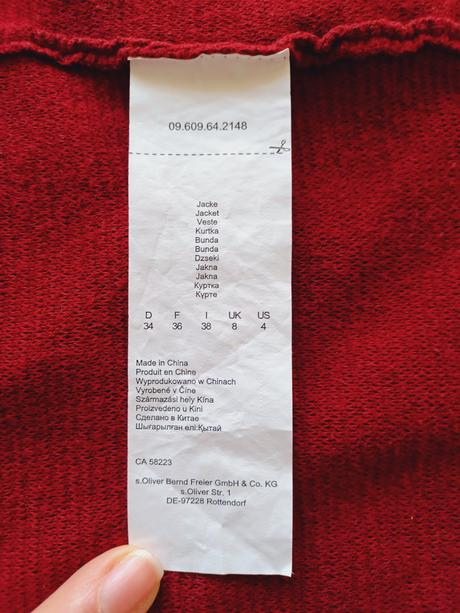 09.609.64.2148
Jacke
Jacket
Veste
Kurtka
Bunda
Bunda
Dzseki
Jakna
Jakna
Куртка
Курте
D F I UK US
34 36 38 8 4
Made in China
Produit en Chine
Wyprodukowano w Chinach
Vyrobené v Číne
Származási hely Kína
Proizvedeno u Kini
Сделано в Китае
Шығарылған елі:Қытай
CA 58223
s.Oliver Bernd Freier GmbH & Co. KG
s.Oliver Str. 1
DE-97228 Rottendorf